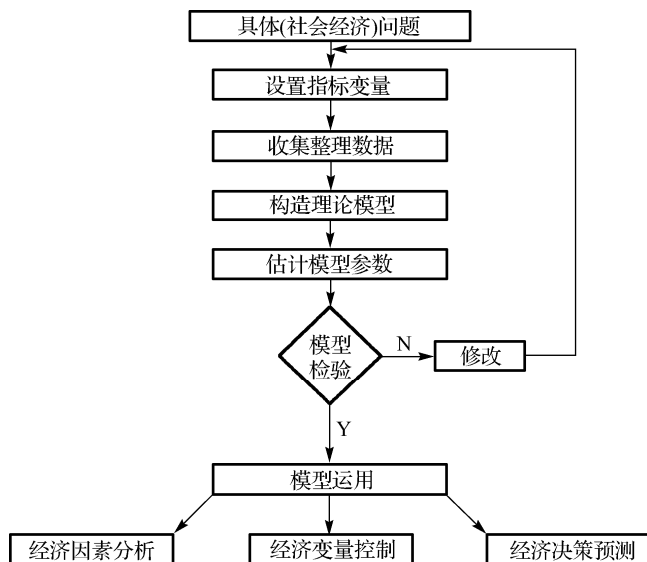 具体(社会经济)问题
设置指标变量
收集整理数据
构造理论模型
估计模型参数
模型
检验
N
修改
Y
模型运用
经济因素分析
经济变量控制
经济决策预测